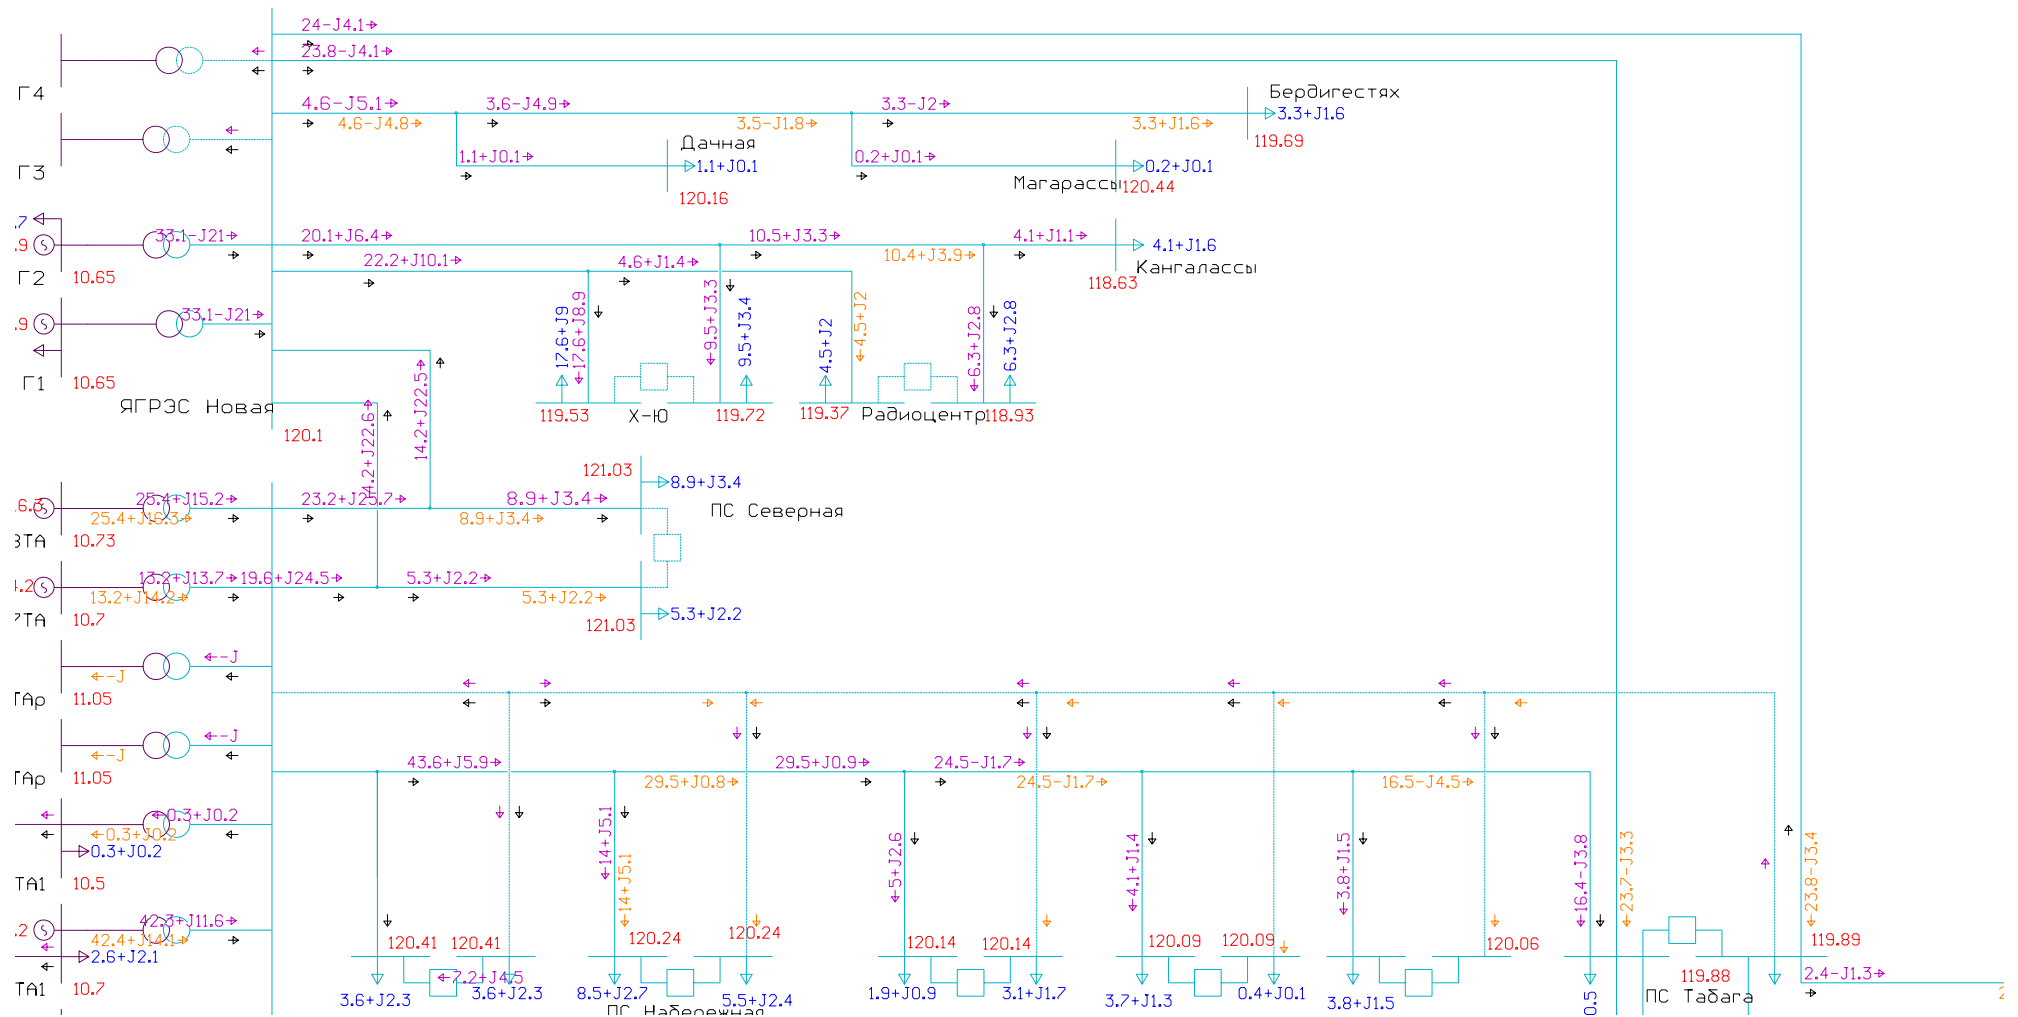 24-J4.1
23.8-J4.1
Г4
4.6-J5.1
4.6-J4.8
3.6-J4.9
3.5-J1.8
3.3-J2
3.3+J1.6
Бердигестях
3.3+J1.6
119.69
Г3
1.1+J0.1
Дачная
1.1+J0.1
120.16
0.2+J0.1
0.2+J0.1
Магарассы
120.44
.7
.9
33.1-J21
20.1+J6.4
10.5+J3.3
10.4+J3.9
4.1+J1.1
4.1+J1.6
Кангалассы
118.63
Г2
10.65
22.2+J10.1
4.6+J1.4
.9
33.1-J21
Г1
10.65
17.6+J9
17.6+J8.9
9.5+J3.3
9.5+J3.4
4.5+J2
4.5+J2
6.3+J2.8
6.3+J2.8
119.53
Х-Ю
119.72
119.37
Радиоцентр
118.93
ЯГРЭС Новая
120.1
14.2+J22.6
14.2+J22.5
6.3
25.4+J15.2
25.4+J16.3
23.2+J25.7
8.9+J3.4
8.9+J3.4
121.03
8.9+J3.4
ПС Северная
3ТА
10.73
.2
13.2+J13.7
13.2+J14.2
19.6+J24.5
5.3+J2.2
5.3+J2.2
5.3+J2.2
121.03
7ТА
10.7
-J
-J
ТАр
11.05
-J
-J
ТАр
11.05
43.6+J5.9
29.5+J0.8
29.5+J0.9
24.5-J1.7
24.5-J1.7
16.5-J4.5
0.3+J0.2
0.3+J0.2
0.3+J0.2
ТА1
10.5
14+J5.1
14+J5.1
5+J2.6
4.1+J1.4
3.8+J1.5
16.4-J3.8
23.7-J3.3
23.8-J3.4
.2
42.3+J11.6
42.4+J14.1
2.6+J2.1
ТА1
10.7
120.41
120.41
120.24
120.24
120.14
120.14
120.09
120.09
120.06
119.89
119.88
7.2+J4.5
3.6+J2.3
3.6+J2.3
8.5+J2.7
5.5+J2.4
1.9+J0.9
3.1+J1.7
3.7+J1.3
0.4+J0.1
3.8+J1.5
0.5
2.4-J1.3
ПС Набережная
ПС Табага